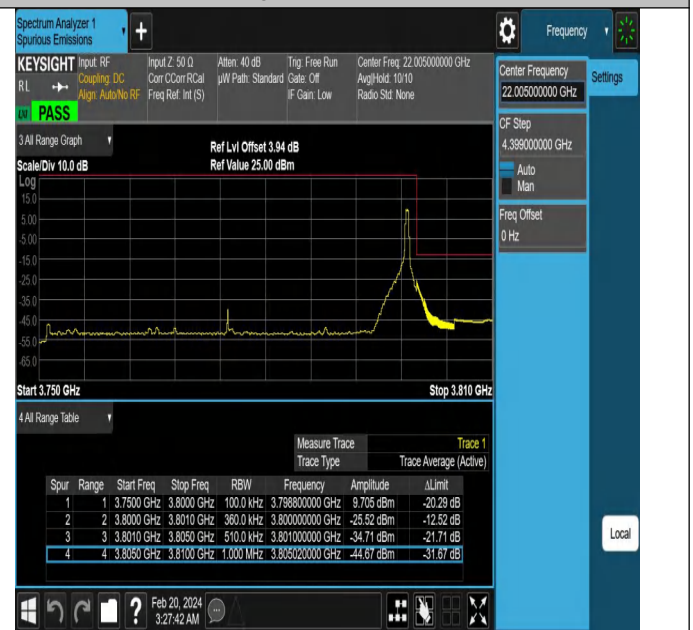 Spectrum Analyzer 1
Spurious Emissions
+
Frequency
KEYSIGHT Input: RF Input Z: 50 Ω Atten: 40 dB Trig: Free Run Center Freq: 22.005000000 GHz
RL Coupling: DC Corr CCorr RCal µW Path: Standard Gate: Off Avg|Hold: 10/10
Align: Auto/No RF Freq Ref: Int (S) IF Gain: Low Radio Std: None
LNI PASS
Center Frequency
22.005000000 GHz
Settings
CF Step
4.399000000 GHz
Auto
Man
Freq Offset
0 Hz
3 All Range Graph
Ref Lvl Offset 3.94 dB
Scale/Div 10.0 dB Ref Value 25.00 dBm
Log
15.0
5.00
-5.00
-15.0
-25.0
-35.0
-45.0
-55.0
-65.0
Start 3.750 GHz Stop 3.810 GHz
4 All Range Table
Measure Trace Trace 1
Trace Type Trace Average (Active)
Spur Range Start Freq Stop Freq RBW Frequency Amplitude ΔLimit
1 1 3.7500 GHz 3.8000 GHz 100.0 kHz 3.798800000 GHz 9.705 dBm -20.29 dB
2 2 3.8000 GHz 3.8010 GHz 360.0 kHz 3.800000000 GHz -25.52 dBm -12.52 dB
3 3 3.8010 GHz 3.8050 GHz 510.0 kHz 3.801000000 GHz -34.71 dBm -21.71 dB
4 4 3.8050 GHz 3.8100 GHz 1.000 MHz 3.805020000 GHz -44.67 dBm -31.67 dB
Local
? Feb 20, 2024
3:27:42 AM